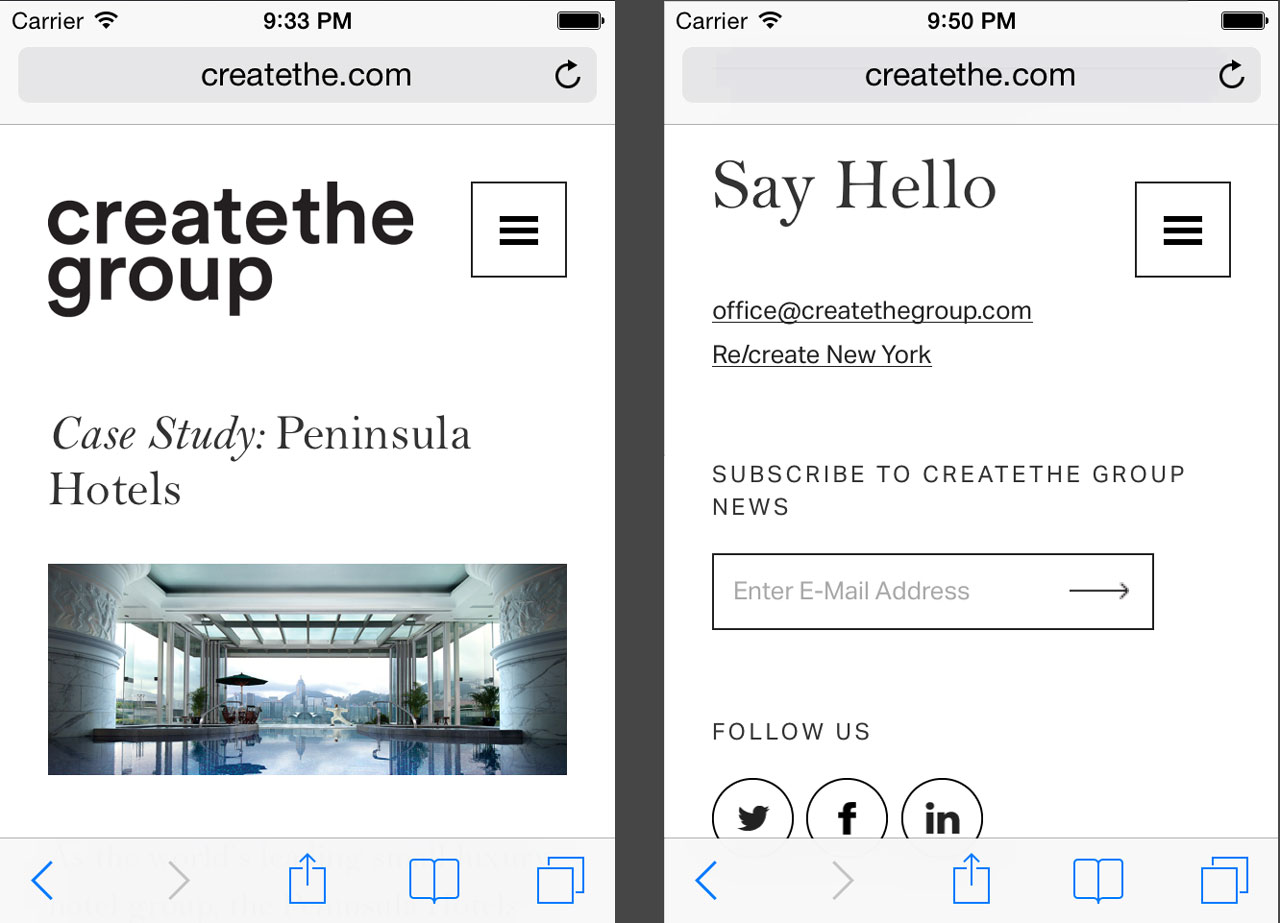 Carrier 9:33 PM
createthe.com
createthe
group
Case Study: Peninsula
Hotels
As the world's leading small luxury
hotel group, the Peninsula Hotels
Carrier 9:50 PM
createthe.com
Say Hello
office@createthegroup.com
Re/create New York
SUBSCRIBE TO CREATETHE GROUP
NEWS
Enter E-Mail Address
FOLLOW US
f
in